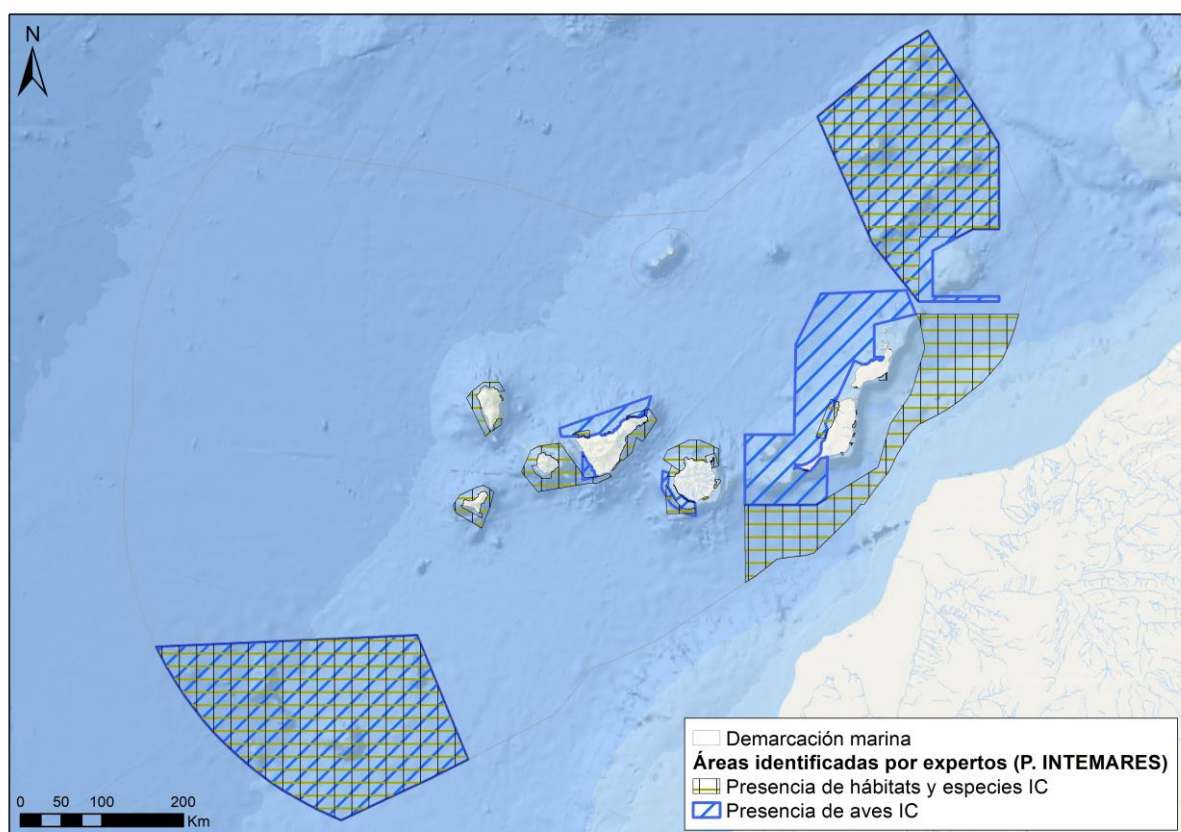 N
Demarcación marina
Áreas identificadas por expertos (P. INTEMARES)
Presencia de hábitats y especies IC
Presencia de aves IC
0 50 100 200
Km